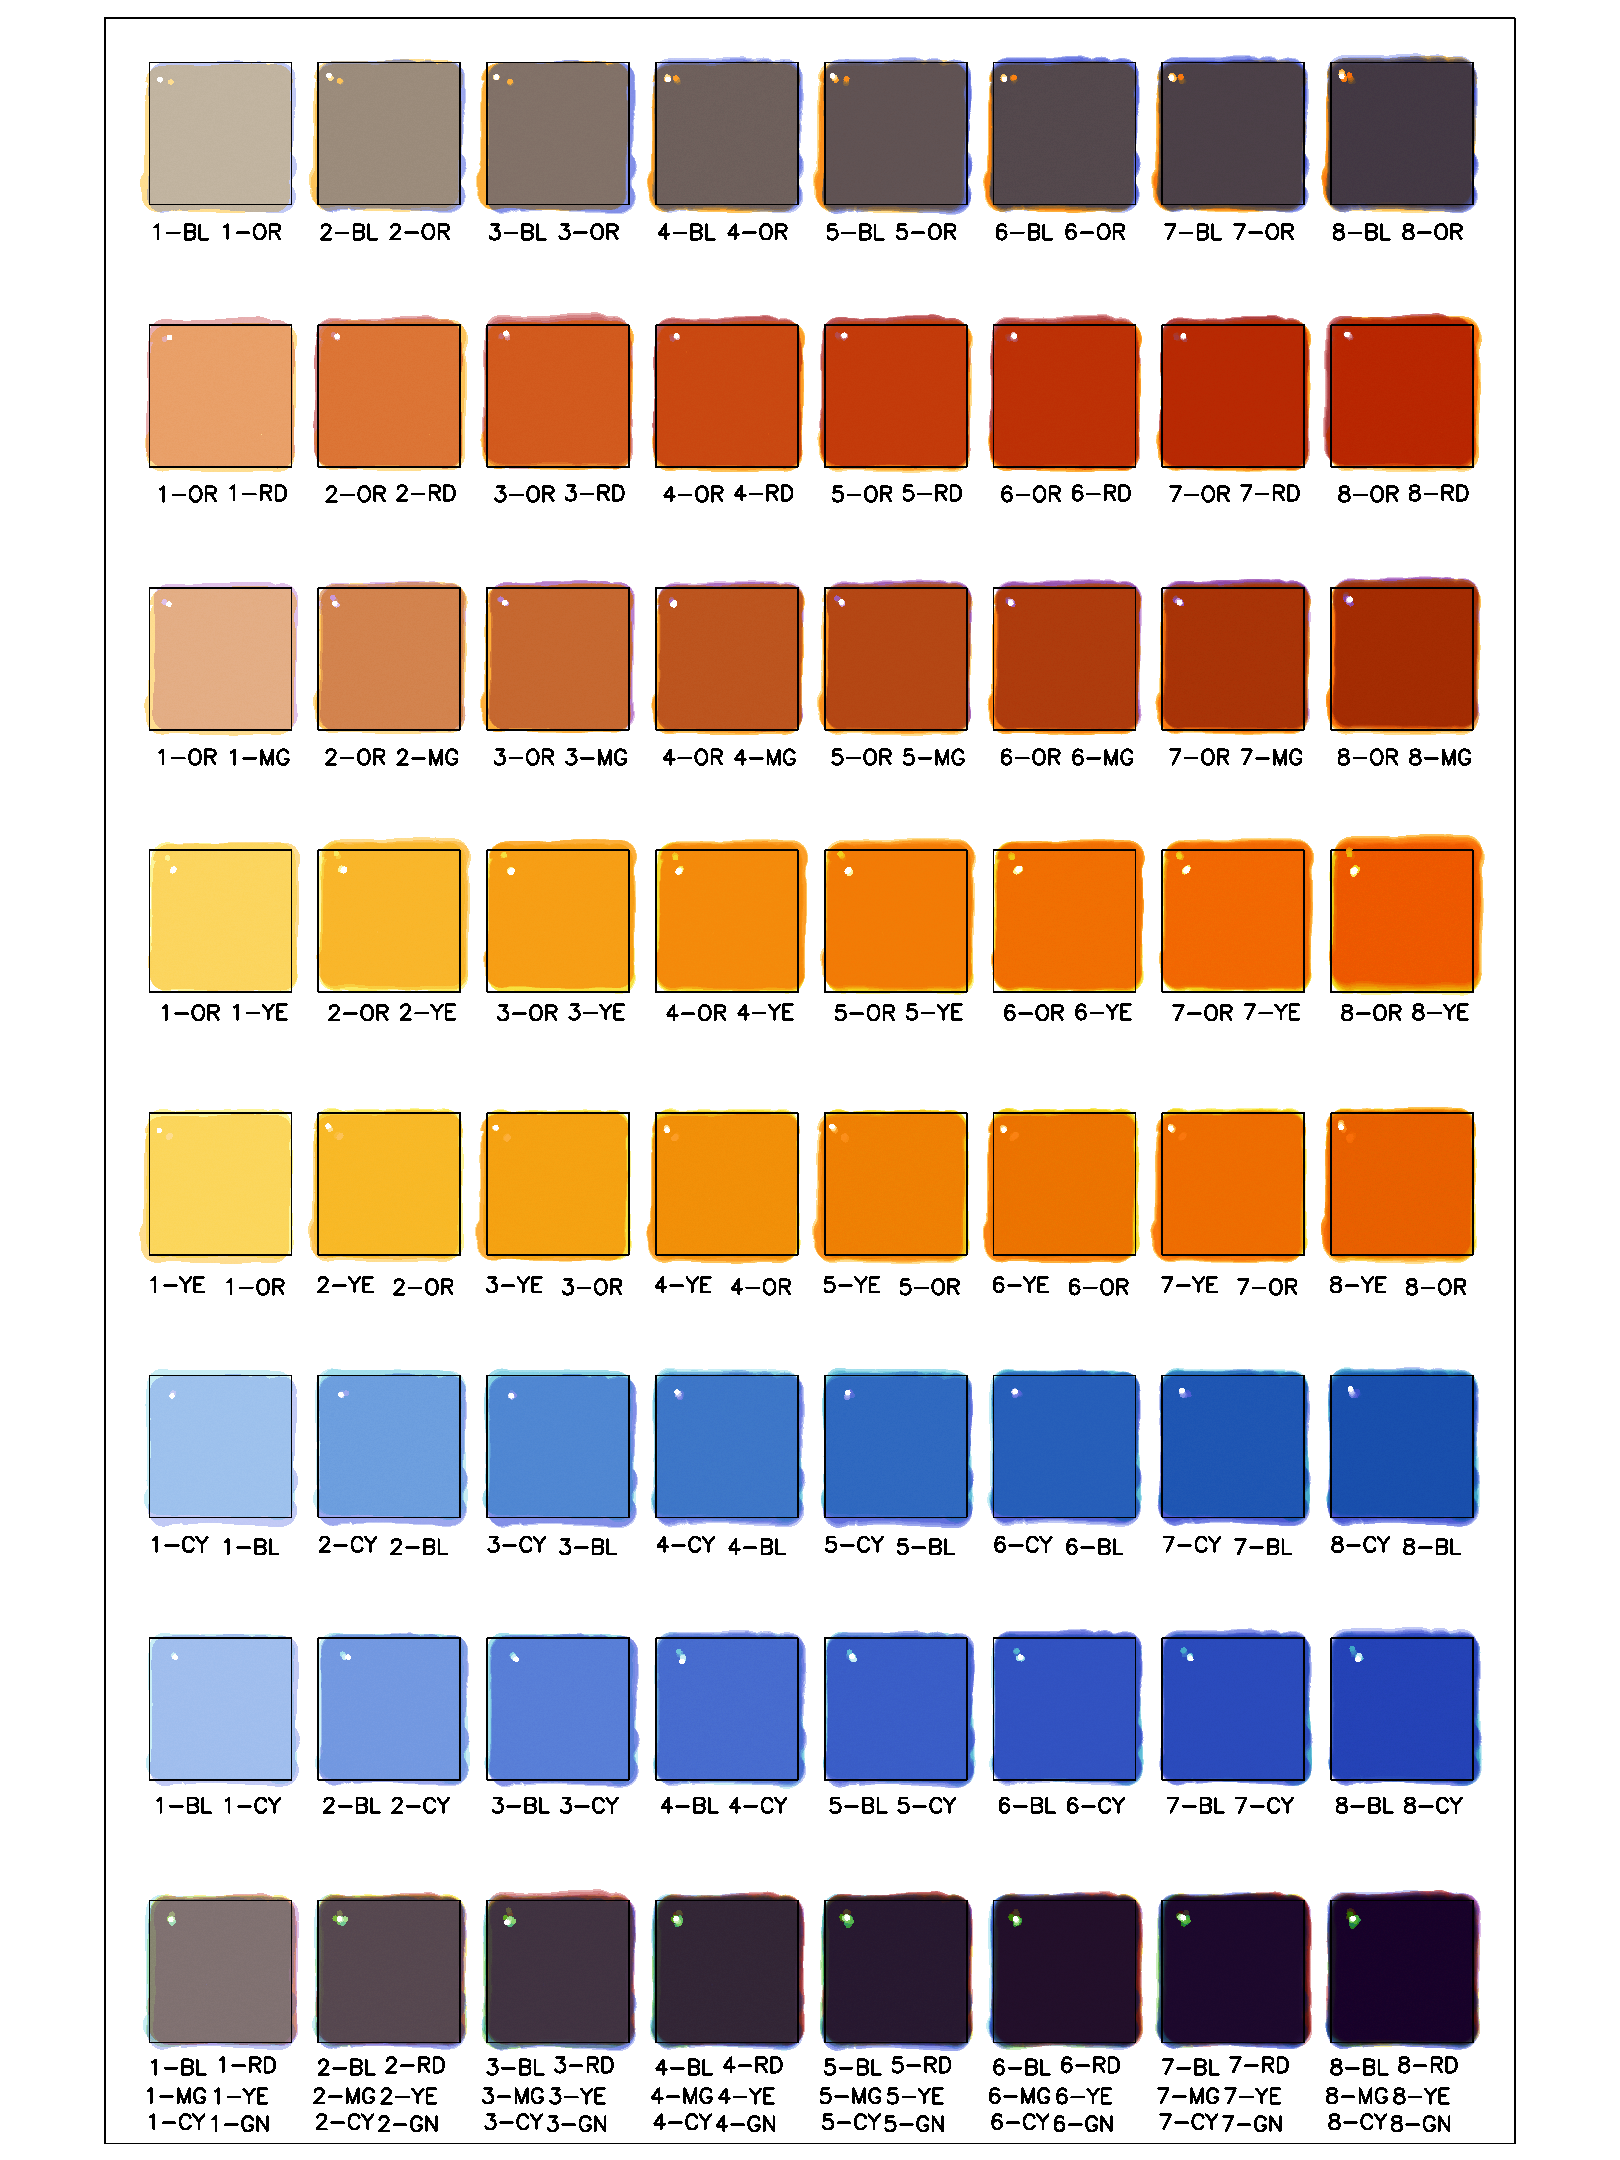 1-BL 1-OR 2-BL 2-OR 3-BL 3-OR 4-BL 4-OR 5-BL 5-OR 6-BL 6-OR 7-BL 7-OR 8-BL 8-OR
1-OR 1-RD 2-OR 2-RD 3-OR 3-RD 4-OR 4-RD 5-OR 5-RD 6-OR 6-RD 7-OR 7-RD 8-OR 8-RD
1-OR 1-MG 2-OR 2-MG 3-OR 3-MG 4-OR 4-MG 5-OR 5-MG 6-OR 6-MG 7-OR 7-MG 8-OR 8-MG
1-OR 1-YE 2-OR 2-YE 3-OR 3-YE 4-OR 4-YE 5-OR 5-YE 6-OR 6-YE 7-OR 7-YE 8-OR 8-YE
1-YE 1-OR 2-YE 2-OR 3-YE 3-OR 4-YE 4-OR 5-YE 5-OR 6-YE 6-OR 7-YE 7-OR 8-YE 8-OR
1-CY 1-BL 2-CY 2-BL 3-CY 3-BL 4-CY 4-BL 5-CY 5-BL 6-CY 6-BL 7-CY 7-BL 8-CY 8-BL
1-BL 1-CY 2-BL 2-CY 3-BL 3-CY 4-BL 4-CY 5-BL 5-CY 6-BL 6-CY 7-BL 7-CY 8-BL 8-CY
1-BL 1-RD 2-BL 2-RD 3-BL 3-RD 4-BL 4-RD 5-BL 5-RD 6-BL 6-RD 7-BL 7-RD 8-BL 8-RD
1-MG 1-YE 2-MG 2-YE 3-MG 3-YE 4-MG 4-YE 5-MG 5-YE 6-MG 6-YE 7-MG 7-YE 8-MG 8-YE
1-CY 1-GN 2-CY 2-GN 3-CY 3-GN 4-CY 4-GN 5-CY 5-GN 6-CY 6-GN 7-CY 7-GN 8-CY 8-GN